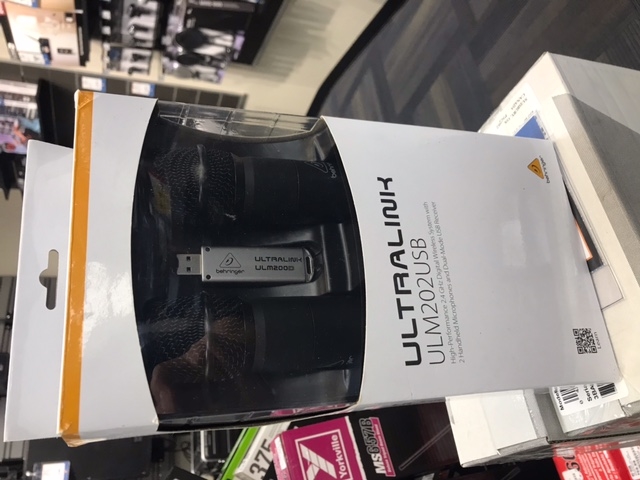 behringer
ULTRALINK
ULM200D
ULTRALINK
ULM202USB
High-Performance 2.4 GHz Digital Wireless System with
2 Handheld Microphones and Dual-Mode USB Receiver
behringer
Yorkville